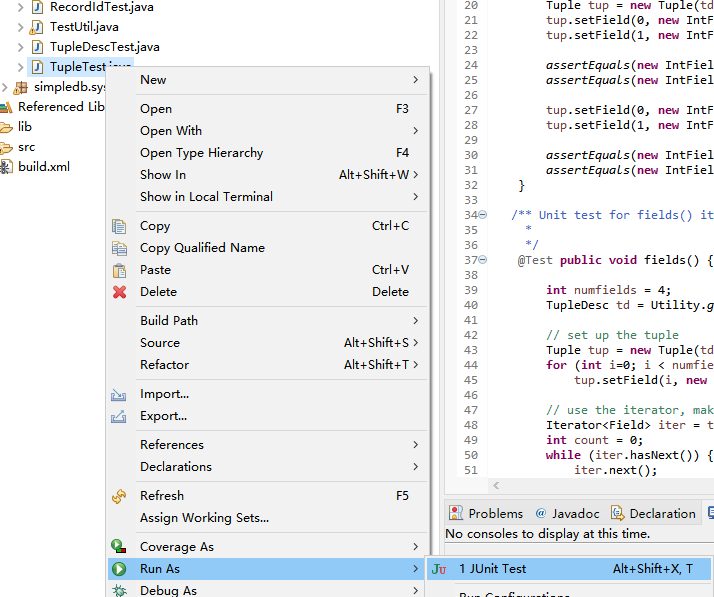 RecordIdTest.java
TestUtil.java
TupleDescTest.java
TupleTest.java
simpledb.sys
Referenced Lib
lib
src
build.xml
New
Open F3
Open With
Open Type Hierarchy F4
Show In Alt+Shift+W
Show in Local Terminal
Copy Ctrl+C
Copy Qualified Name
Paste Ctrl+V
Delete Delete
Build Path
Source Alt+Shift+S
Refactor Alt+Shift+T
Import...
Export...
References
Declarations
Refresh F5
Assign Working Sets...
Coverage As
Run As
Debug As
1 JUnit Test Alt+Shift+X, T
Run Configurations
20 Tuple tup = new Tuple(td
21 tup.setField(0, new IntF
22 tup.setField(1, new IntF
23
24 assertEquals(new IntFiel
25 assertEquals(new IntFiel
26
27 tup.setField(0, new IntF
28 tup.setField(1, new IntF
29
30 assertEquals(new IntFiel
31 assertEquals(new IntFiel
32 }
33
34 /** Unit test for fields() it
35 *
36 */
37 @Test public void fields() {
38
39 int numfields = 4;
40 TupleDesc td = Utility.g
41
42 // set up the tuple
43 Tuple tup = new Tuple(td
44 for (int i=0; i < numfie
45 tup.setField(i, new
46
47 // use the iterator, mak
48 Iterator<Field> iter = t
49 int count = 0;
50 while (iter.hasNext()) {
51 iter.next();
Problems @ Javadoc Declaration
No consoles to display at this time.